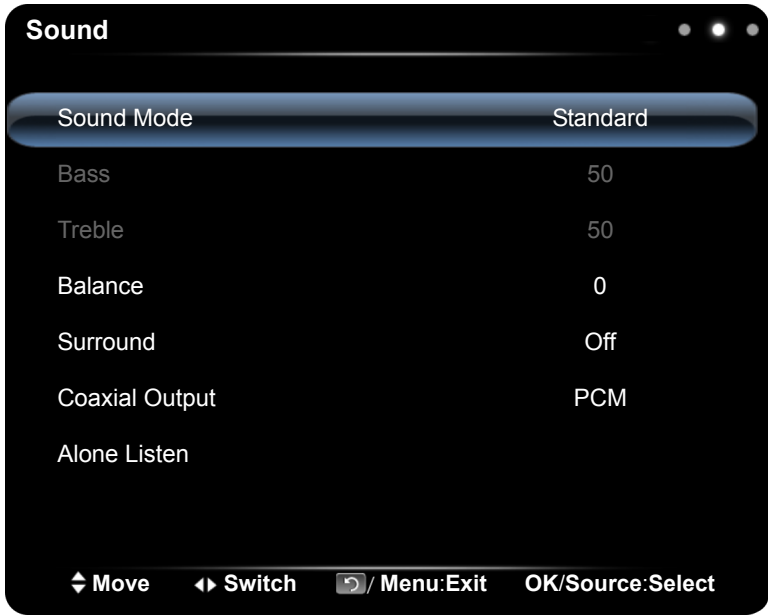 Sound
Sound Mode Standard
Bass 50
Treble 50
Balance 0
Surround Off
Coaxial Output PCM
Alone Listen
Move Switch / Menu:Exit OK/Source:Select